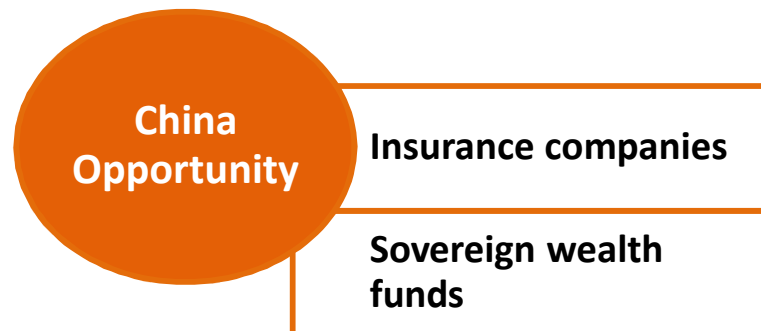 China
Opportunity
Insurance companies
Sovereign wealth
funds